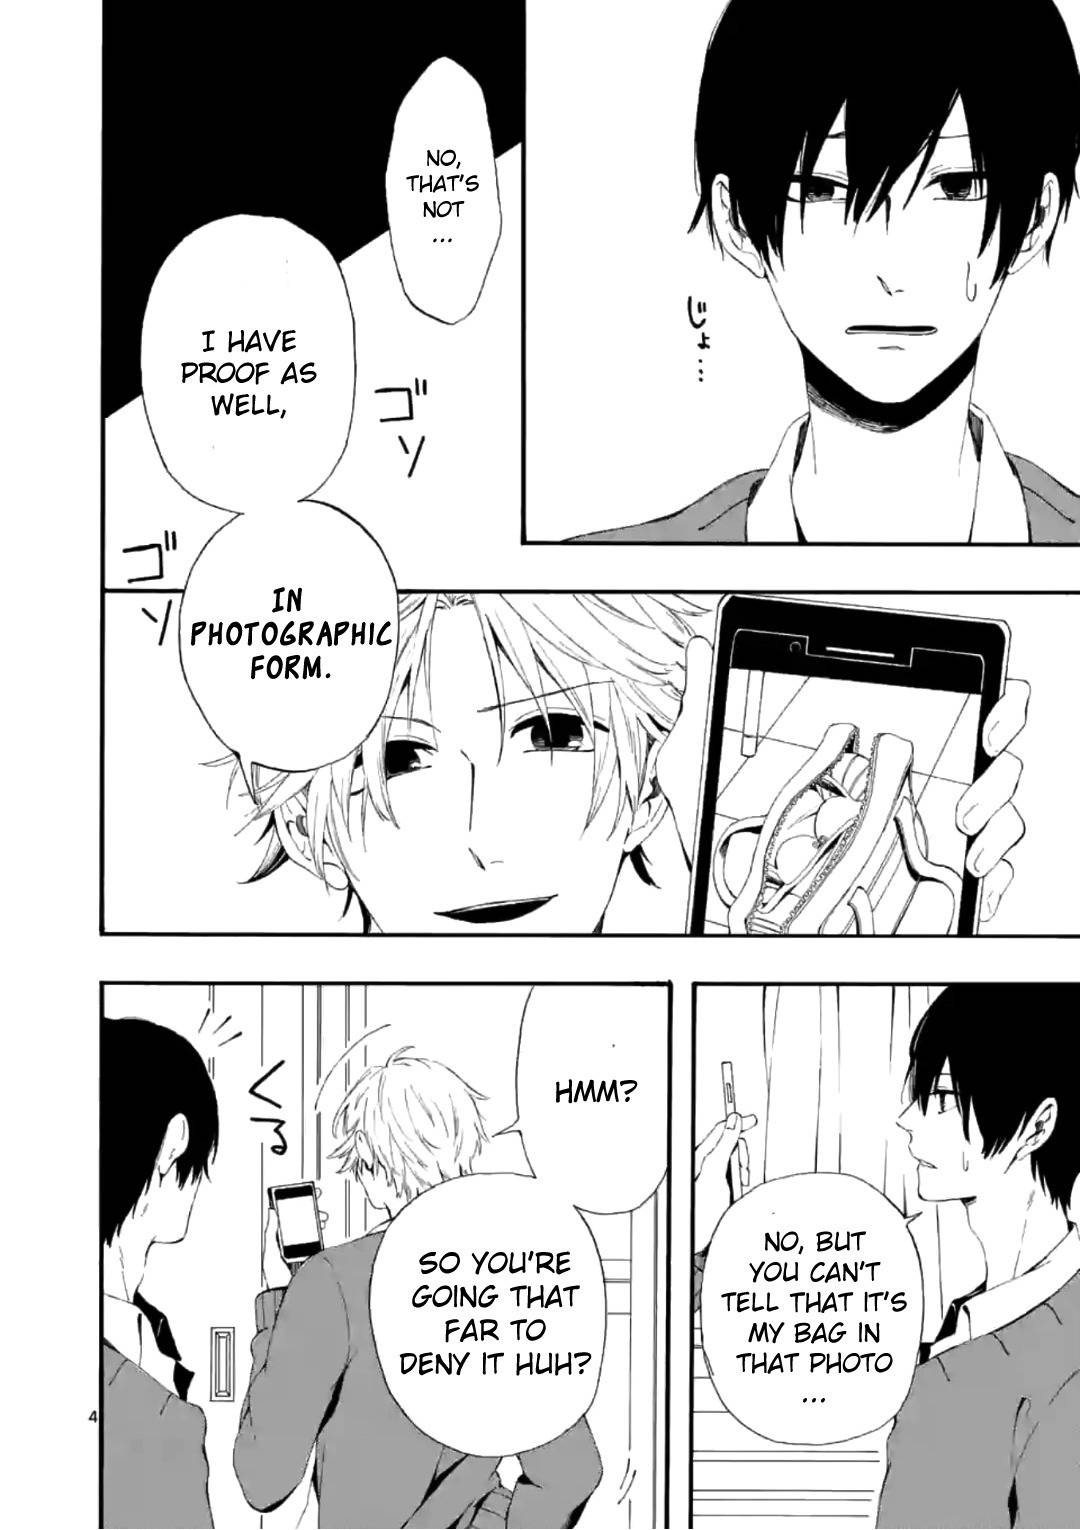 じょ…
NO,
THAT'S
NOT
...
ゴソ
I HAVE
PROOF AS
WELL,
ゴソ
IN
PHOTOGRAPHIC
FORM.
NO, BUT
YOU CAN'T
TELL THAT IT'S
MY BAG IN
THAT PHOTO
...
HMM?
SO YOU'RE
GOING THAT
FAR TO
DENY IT HUH?
くる
4